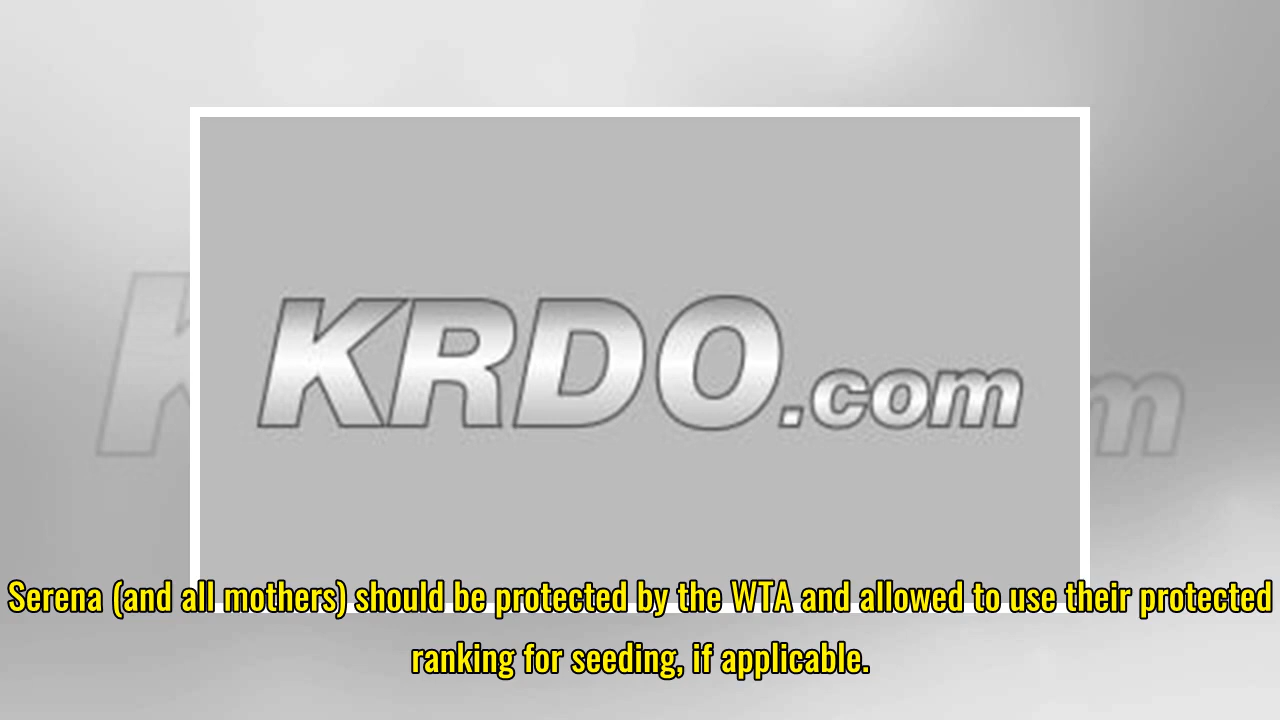 KRDO.com
Serena (and all mothers) should be protected by the WTA and allowed to use their protected
ranking for seeding, if applicable.